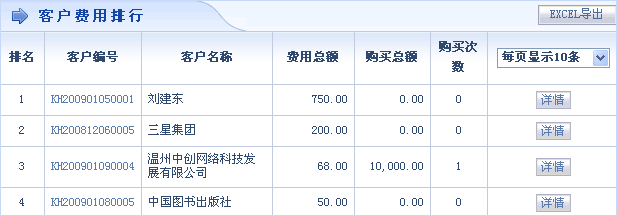 客户费用排行
EXCEL导出
排名 客户编号 客户名称 费用总额 购买总额 购买次数 每页显示10条
1 KH200901050001 刘建东 750.00 0.00 0 详情
2 KH200812060005 三星集团 200.00 0.00 0 详情
3 KH200901090004 温州中创网络科技发
展有限公司 68.00 10,000.00 1 详情
4 KH200901080005 中国图书出版社 50.00 0.00 0 详情